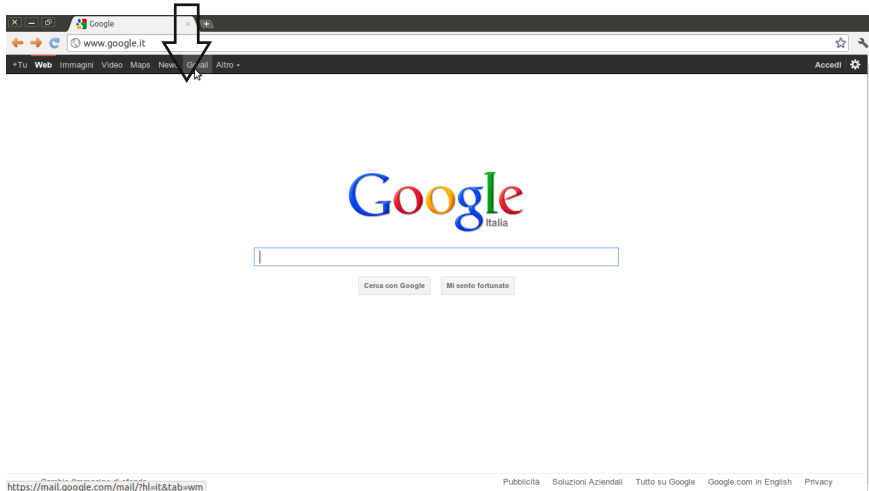 Google
www.google.it
+Tu Web Immagini Video Maps News Gmail Altro Accedi
Google
Italia
Cerca con Google Mi sento fortunato
Pubblicità Soluzioni Aziendali Tutto su Google Google.com in English Privacy
https://mail.google.com/mail/?hl=it&tab=wm